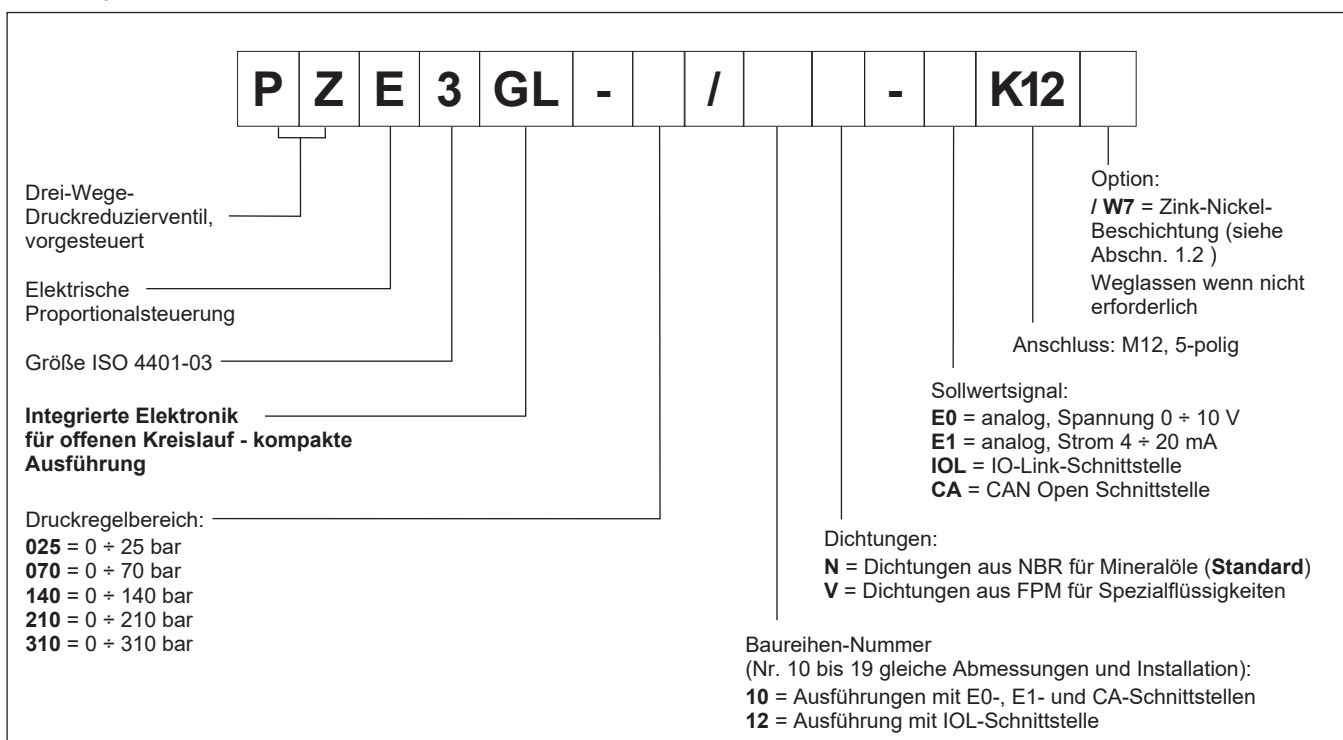 P Z E 3 GL - / - K12
Drei-Wege-
Druckreduzierventil,
vorgesteuert
Elektrische
Proportionalsteuerung
Größe ISO 4401-03
Integrierte Elektronik
für offenen Kreislauf - kompakte
Ausführung
Druckregelbereich:
025 = 0 ÷ 25 bar
070 = 0 ÷ 70 bar
140 = 0 ÷ 140 bar
210 = 0 ÷ 210 bar
310 = 0 ÷ 310 bar
Option:
/ W7 = Zink-Nickel-
Beschichtung (siehe
Abschn. 1.2 )
Weglassen wenn nicht
erforderlich
Anschluss: M12, 5-polig
Sollwertsignal:
E0 = analog, Spannung 0 ÷ 10 V
E1 = analog, Strom 4 ÷ 20 mA
IOL = IO-Link-Schnittstelle
CA = CAN Open Schnittstelle
Dichtungen:
N = Dichtungen aus NBR für Mineralöle (Standard)
V = Dichtungen aus FPM für Spezialflüssigkeiten
Baureihen-Nummer
(Nr. 10 bis 19 gleiche Abmessungen und Installation):
10 = Ausführungen mit E0-, E1- und CA-Schnittstellen
12 = Ausführung mit IOL-Schnittstelle